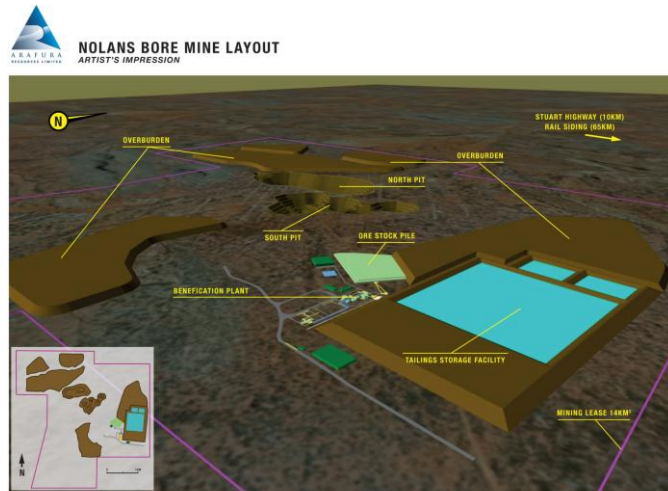 ARAFURA
RESOURCES LIMITED
NOLANS BORE MINE LAYOUT
ARTIST'S IMPRESSION
N
STUART HIGHWAY (10KM)
RAIL SIDING (65KM)
OVERBURDEN
OVERBURDEN
NORTH PIT
SOUTH PIT
ORE STOCK PILE
BENEFICATION PLANT
TAILINGS STORAGE FACILITY
MINING LEASE 14KM²
N